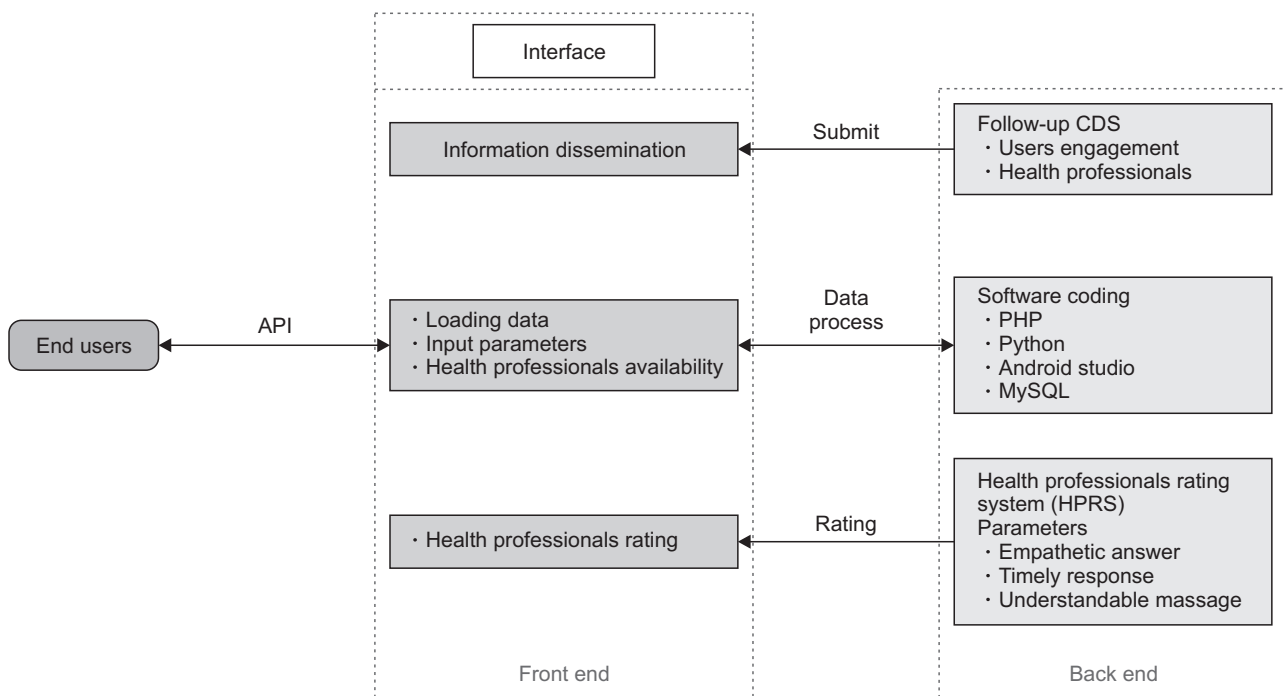 Interface
Information dissemination
Submit
Follow-up CDS
· Users engagement
· Health professionals
End users
API
· Loading data
· Input parameters
· Health professionals availability
Data
process
Software coding
· PHP
· Python
· Android studio
· MySQL
· Health professionals rating
Rating
Health professionals rating
system (HPRS)
Parameters
· Empathetic answer
· Timely response
· Understandable massage
Front end
Back end